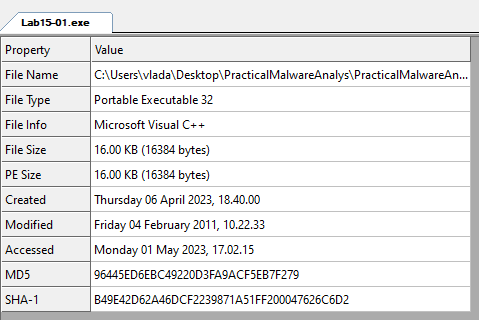 Lab15-01.exe
Property Value
File Name C:\Users\vlada\Desktop\PracticalMalwareAnalys\PracticalMalwareAn...
File Type Portable Executable 32
File Info Microsoft Visual C++
File Size 16.00 KB (16384 bytes)
PE Size 16.00 KB (16384 bytes)
Created Thursday 06 April 2023, 18.40.00
Modified Friday 04 February 2011, 10.22.33
Accessed Monday 01 May 2023, 17.02.15
MD5 96445ED6EBC49220D3FA9ACF5EB7F279
SHA-1 B49E42D62A46DCF2239871A51FF200047626C6D2